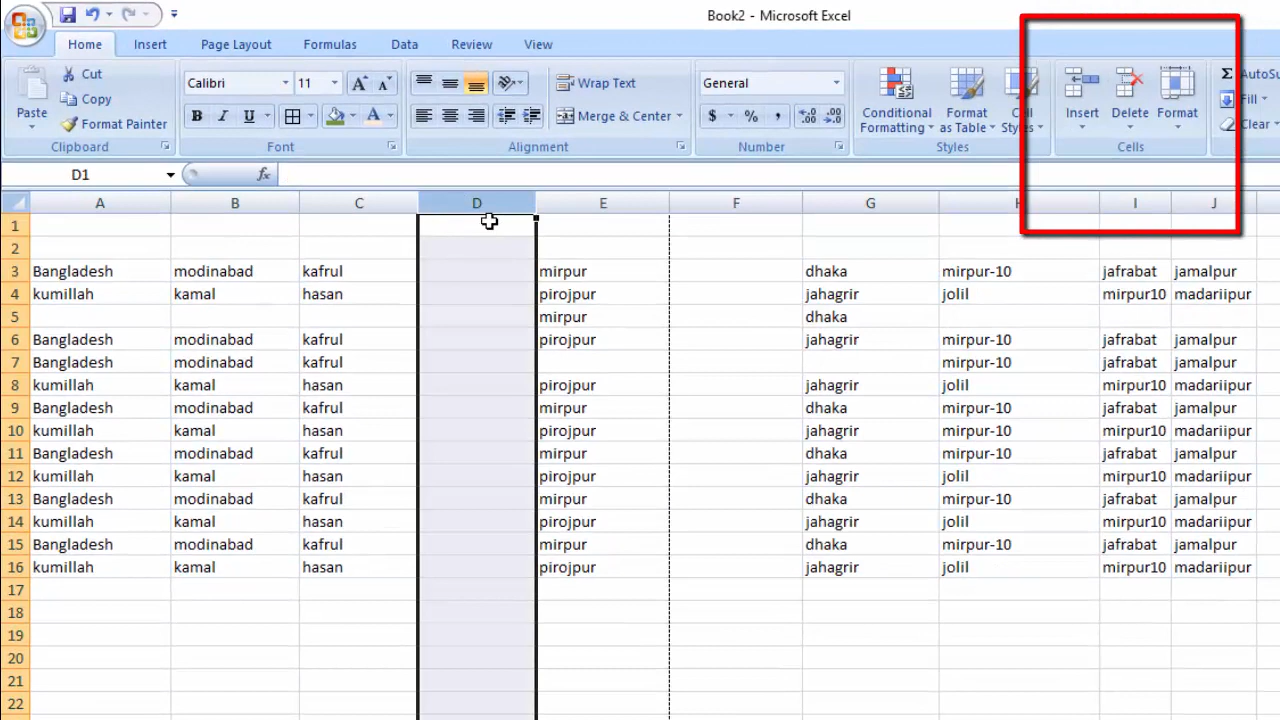 Book2 - Microsoft Excel
Home Insert Page Layout Formulas Data Review View
Cut
Copy
Format Painter
Paste
Clipboard
Calibri 11
B I U
Font
Wrap Text
Merge & Center
Alignment
General
$ % ,
Number
Conditional Formatting
Format as Table
Cell Styles
Styles
Insert
Delete
Format
Cells
Σ AutoSu
Fill
Clear
D1 fx
A B C D E F G H I J
1
2
3 Bangladesh modinabad kafrul mirpur dhaka mirpur-10 jafrabat jamalpur
4 kumillah kamal hasan pirojpur jahagrir jolil mirpur10 madariipur
5 mirpur dhaka
6 Bangladesh modinabad kafrul pirojpur jahagrir mirpur-10 jafrabat jamalpur
7 Bangladesh modinabad kafrul mirpur-10 jafrabat jamalpur
8 kumillah kamal hasan pirojpur jahagrir jolil mirpur10 madariipur
9 Bangladesh modinabad kafrul mirpur dhaka mirpur-10 jafrabat jamalpur
10 kumillah kamal hasan pirojpur jahagrir jolil mirpur10 madariipur
11 Bangladesh modinabad kafrul mirpur dhaka mirpur-10 jafrabat jamalpur
12 kumillah kamal hasan pirojpur jahagrir jolil mirpur10 madariipur
13 Bangladesh modinabad kafrul mirpur dhaka mirpur-10 jafrabat jamalpur
14 kumillah kamal hasan pirojpur jahagrir jolil mirpur10 madariipur
15 Bangladesh modinabad kafrul mirpur dhaka mirpur-10 jafrabat jamalpur
16 kumillah kamal hasan pirojpur jahagrir jolil mirpur10 madariipur
17
18
19
20
21
22